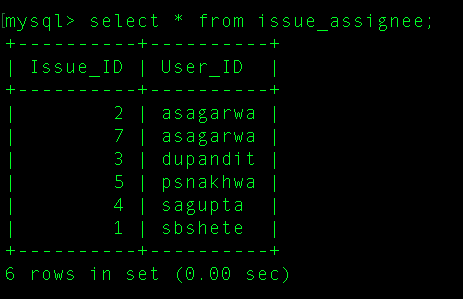 mysql> select * from issue_assignee;
+----------+----------+
| Issue_ID | User_ID  |
+----------+----------+
|        2 | asagarwa |
|        7 | asagarwa |
|        3 | dupandit |
|        5 | psnakhwa |
|        4 | sagupta  |
|        1 | sbshete  |
+----------+----------+
6 rows in set (0.00 sec)